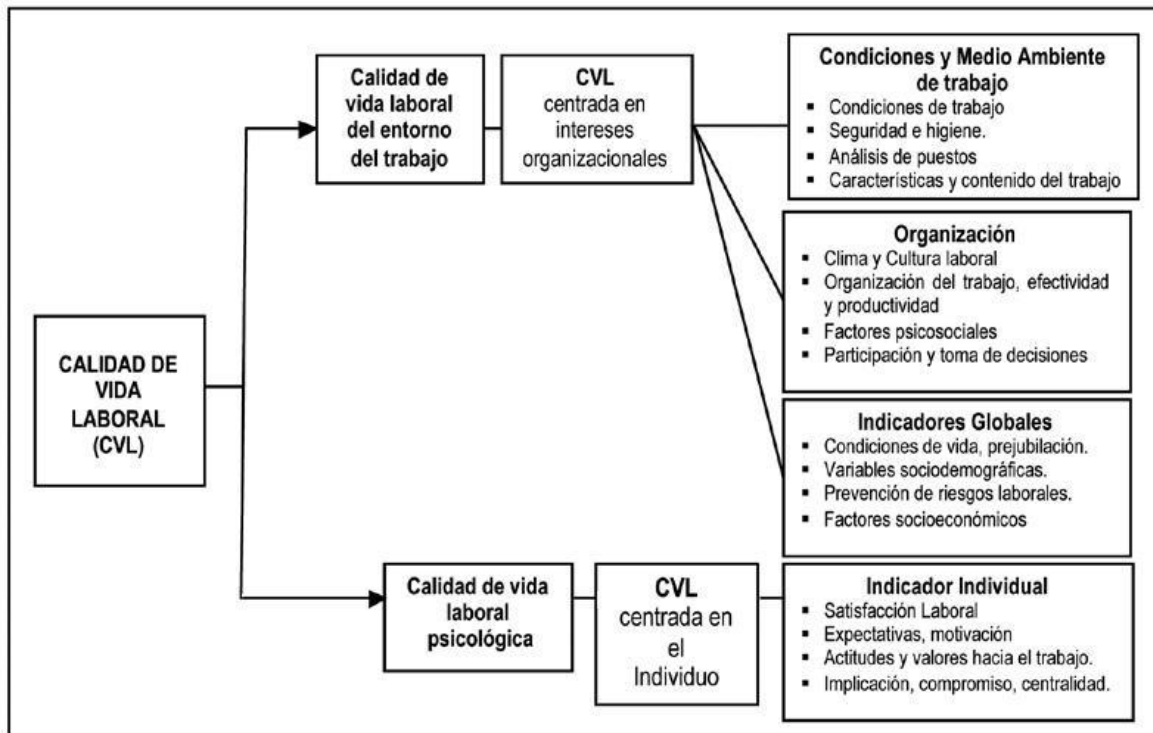 CALIDAD DE
VIDA
LABORAL
(CVL)
Calidad de
vida laboral
del entorno
del trabajo
CVL
centrada en
intereses
organizacionales
Condiciones y Medio Ambiente
de trabajo
▪ Condiciones de trabajo
▪ Seguridad e higiene.
▪ Análisis de puestos
▪ Características y contenido del trabajo
Organización
▪ Clima y Cultura laboral
▪ Organización del trabajo, efectividad
y productividad
▪ Factores psicosociales
▪ Participación y toma de decisiones
Indicadores Globales
▪ Condiciones de vida, prejubilación.
▪ Variables sociodemográficas.
▪ Prevención de riesgos laborales.
▪ Factores socioeconómicos
Calidad de vida
laboral
psicológica
CVL
centrada en
el
Individuo
Indicador Individual
▪ Satisfacción Laboral
▪ Expectativas, motivación
▪ Actitudes y valores hacia el trabajo.
▪ Implicación, compromiso, centralidad.